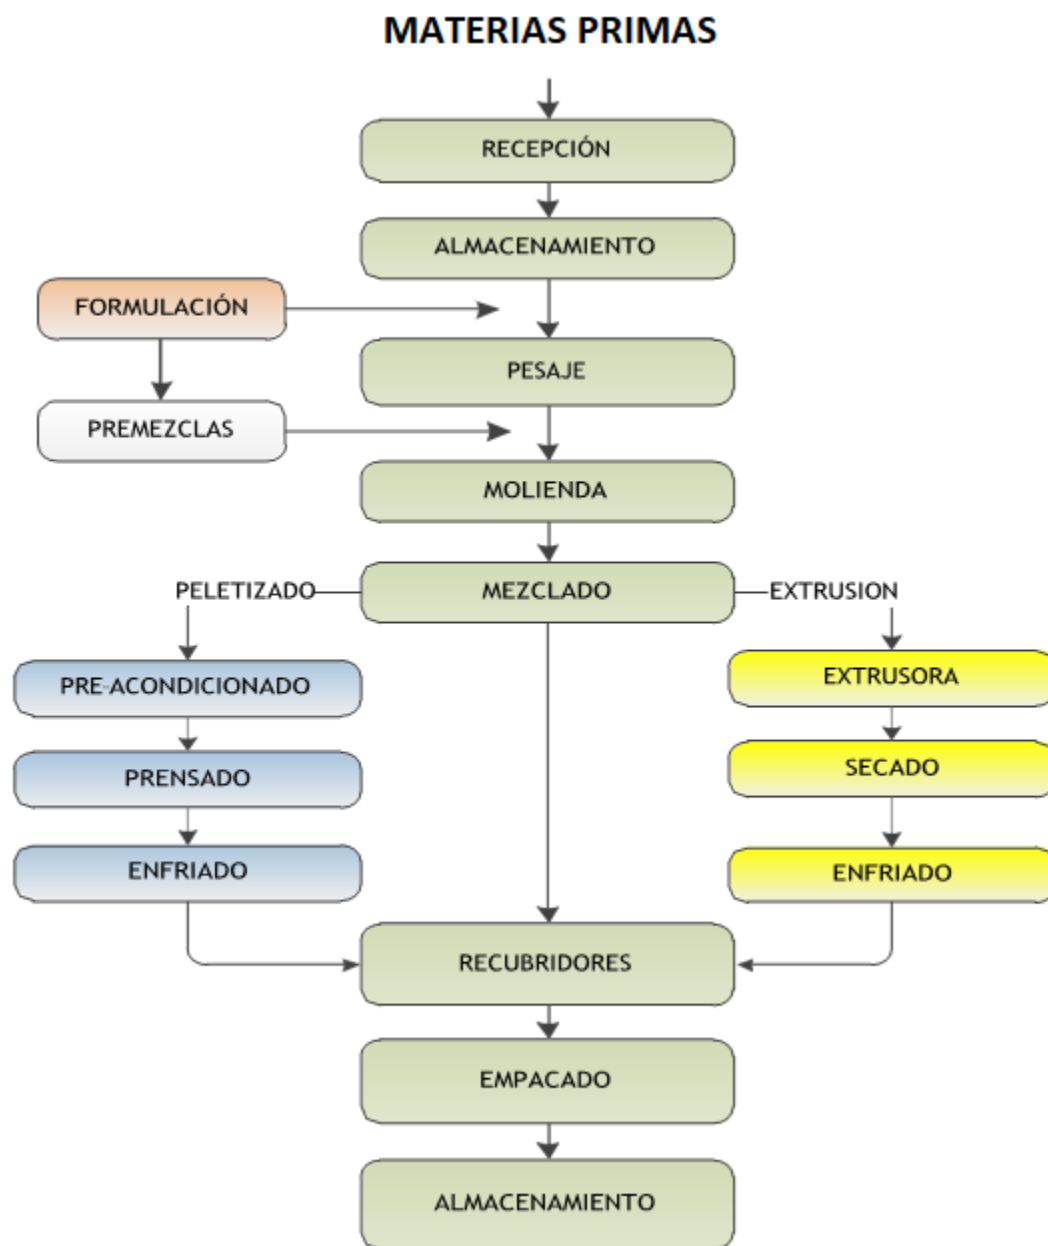 MATERIAS PRIMAS
RECEPCIÓN
ALMACENAMIENTO
FORMULACIÓN
PESAJE
PREMEZCLAS
MOLIENDA
PELETIZADO
MEZCLADO
EXTRUSION
PRE-ACONDICIONADO
EXTRUSORA
PRENSADO
SECADO
ENFRIADO
ENFRIADO
RECUBRIDORES
EMPACADO
ALMACENAMIENTO